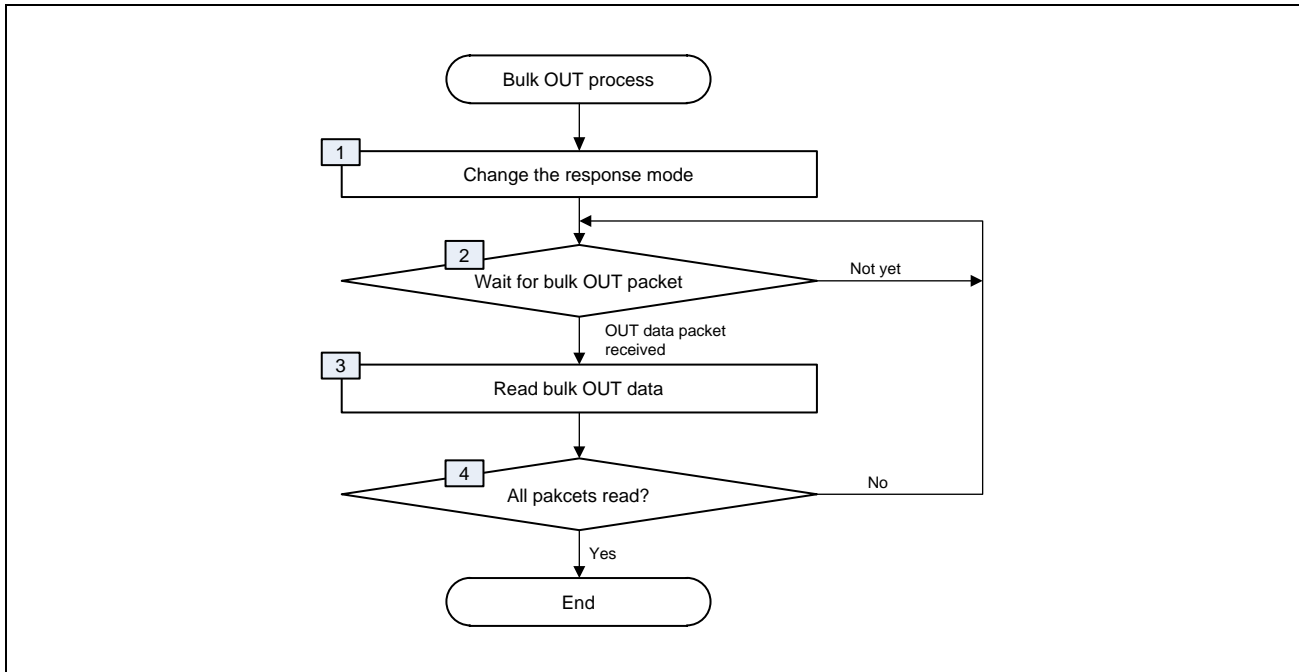 Bulk OUT process
1
Change the response mode
2
Wait for bulk OUT packet
Not yet
OUT data packet
received
3
Read bulk OUT data
4
All pakcets read?
No
Yes
End